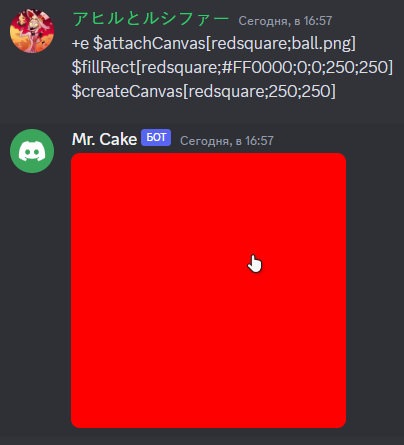 アヒルとルシファー Сегодня, в 16:57
+e $attachCanvas[redsquare;ball.png]
$fillRect[redsquare;#FF0000;0;0;250;250]
$createCanvas[redsquare;250;250]
Mr. Cake БОТ Сегодня, в 16:57